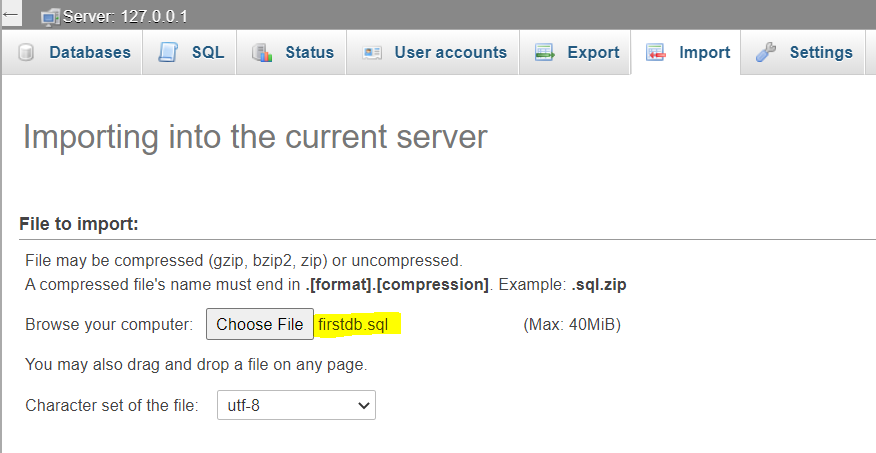 Server: 127.0.0.1
Databases SQL Status User accounts Export Import Settings
Importing into the current server
File to import:
File may be compressed (gzip, bzip2, zip) or uncompressed.
A compressed file's name must end in .[format].[compression]. Example: .sql.zip
Browse your computer: Choose File firstdb.sql (Max: 40MiB)
You may also drag and drop a file on any page.
Character set of the file: utf-8